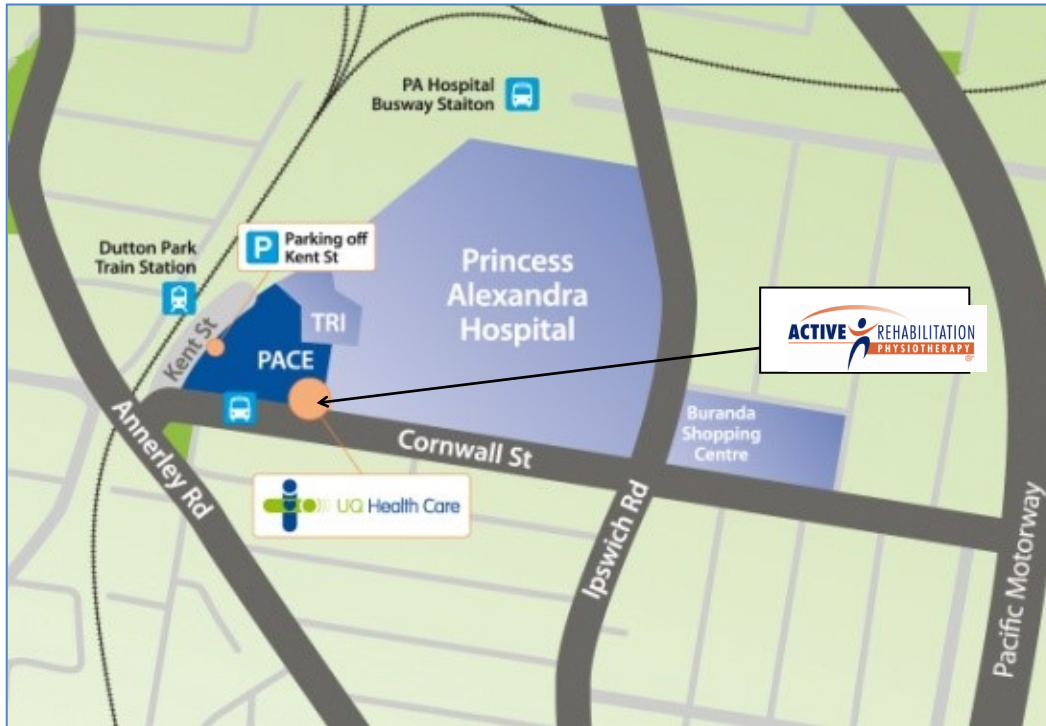 PA Hospital
Busway Staiton
Dutton Park
Train Station
P
Parking off
Kent St
Princess
Alexandra
Hospital
TRI
PACE
Kent St
ACTIVE REHABILITATION
PHYSIOTHERAPY
Buranda
Shopping
Centre
Cornwall St
Annerley Rd
UQ Health Care
Ipswich Rd
Pacific Motorway